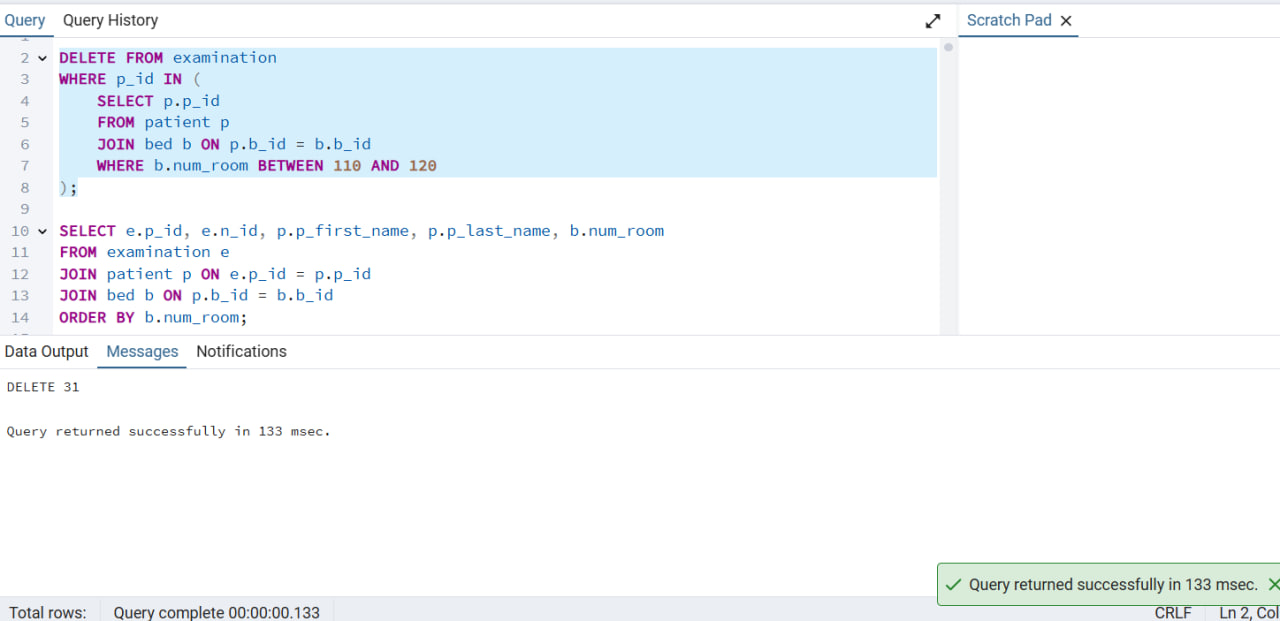 Query Query History Scratch Pad
2 DELETE FROM examination
3 WHERE p_id IN (
4 SELECT p.p_id
5 FROM patient p
6 JOIN bed b ON p.b_id = b.b_id
7 WHERE b.num_room BETWEEN 110 AND 120
8 );
9
10 SELECT e.p_id, e.n_id, p.p_first_name, p.p_last_name, b.num_room
11 FROM examination e
12 JOIN patient p ON e.p_id = p.p_id
13 JOIN bed b ON p.b_id = b.b_id
14 ORDER BY b.num_room;
Data Output Messages Notifications
DELETE 31
Query returned successfully in 133 msec.
Query returned successfully in 133 msec.
Total rows: Query complete 00:00:00.133 CRLF Ln 2, Col